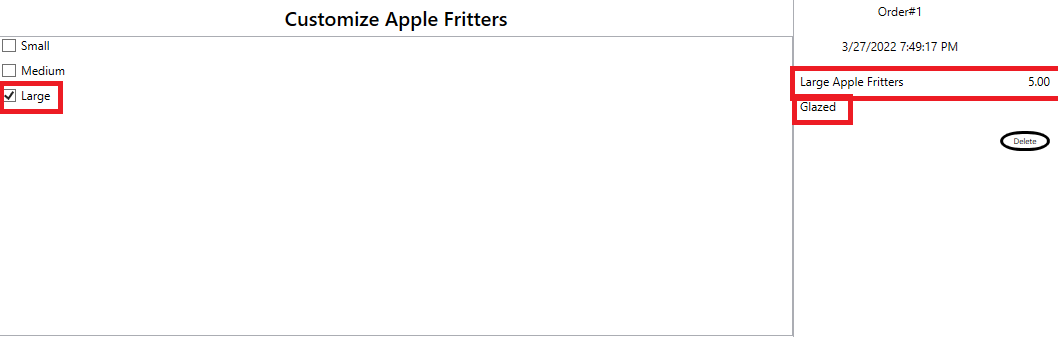 Customize Apple Fritters
Small
Medium
Large
Order#1
3/27/2022 7:49:17 PM
Large Apple Fritters 5.00
Glazed
Delete